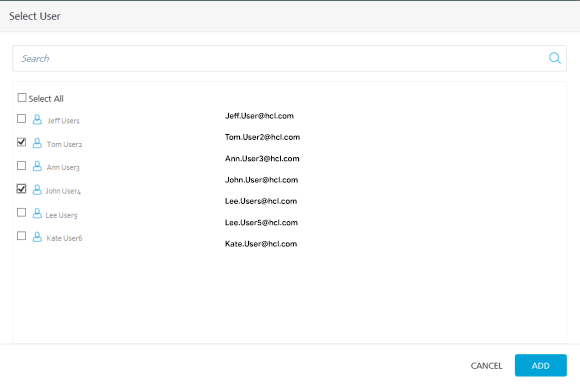 Select User
Search
Select All
Jeff User1 Jeff.User@hcl.com
Tom User2 Tom.User2@hcl.com
Ann User3 Ann.User3@hcl.com
John User4 John.User@hcl.com
Lee User5 Lee.Users@hcl.com
Lee.User5@hcl.com
Kate User6 Kate.User@hcl.com
CANCEL ADD